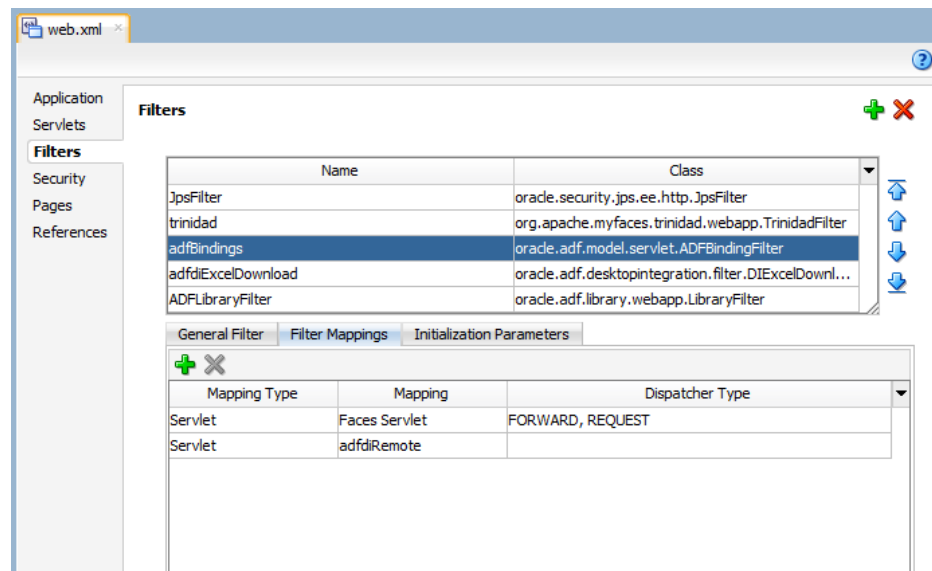 web.xml
Application
Servlets
Filters
Security
Pages
References
Filters
Name Class
JpsFilter oracle.security.jps.ee.http.JpsFilter
trinidad org.apache.myfaces.trinidad.webapp.TrinidadFilter
adfBindings oracle.adf.model.servlet.ADFBindingFilter
adfdiExcelDownload oracle.adf.desktopintegration.filter.DIExcelDownl...
ADFLibraryFilter oracle.adf.library.webapp.LibraryFilter
General Filter Filter Mappings Initialization Parameters
Mapping Type Mapping Dispatcher Type
Servlet Faces Servlet FORWARD, REQUEST
Servlet adfdiRemote